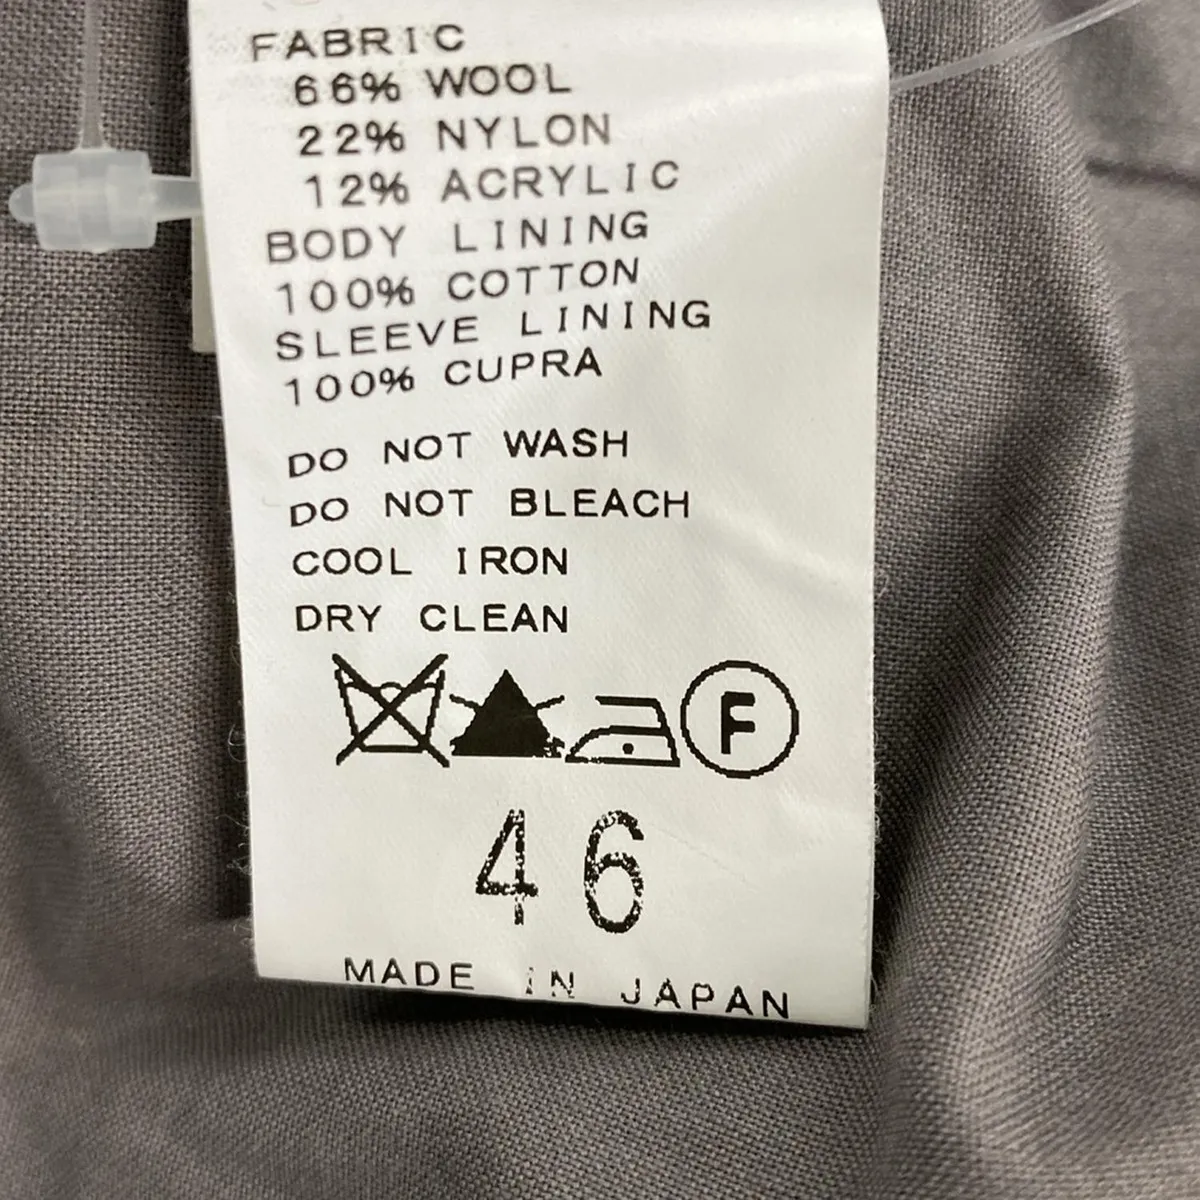 FABRIC
66% WOOL
22% NYLON
12% ACRYLIC
BODY LINING
100% COTTON
SLEEVE LINING
100% CUPRA
DO NOT WASH
DO NOT BLEACH
COOL IRON
DRY CLEAN
F
46
MADE IN JAPAN